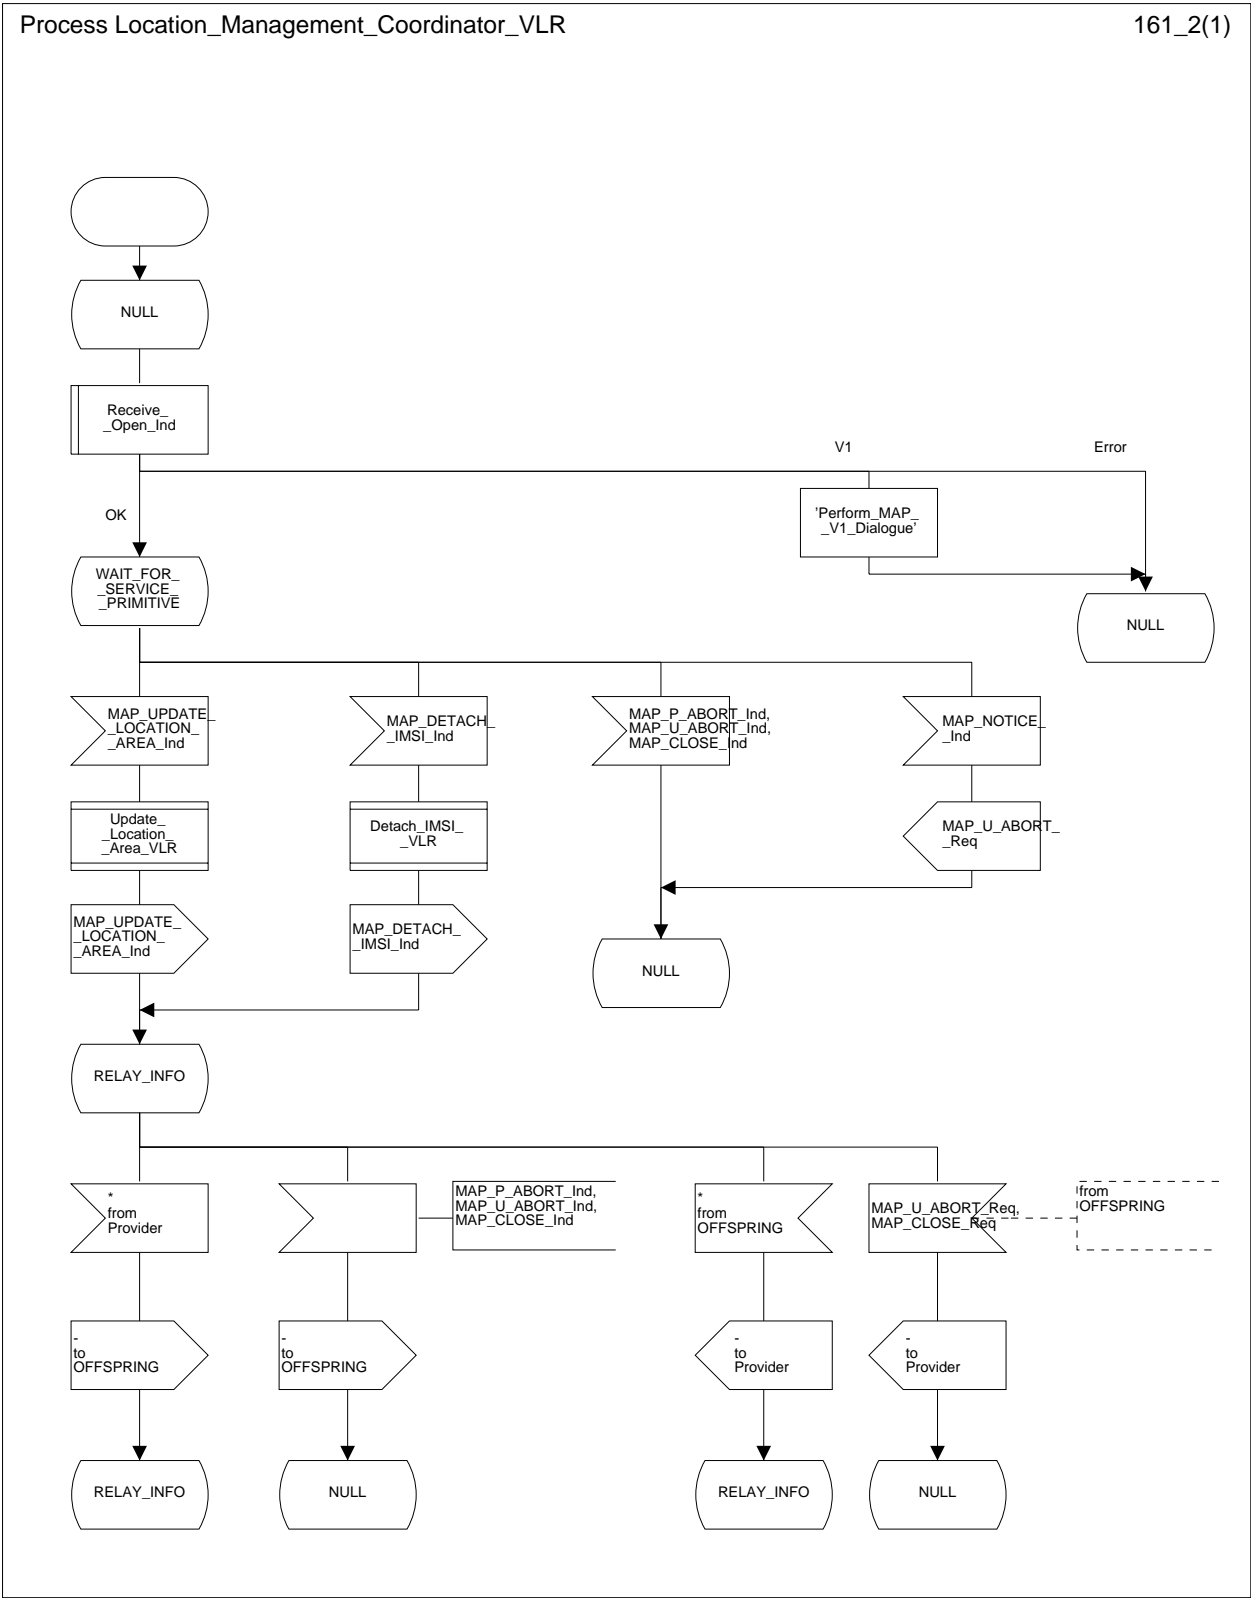 Process Location_Management_Coordinator_VLR
161_2(1)
NULL
Receive_
_Open_Ind
V1
Error
OK
'Perform_MAP_
_V1_Dialogue'
WAIT_FOR_
_SERVICE_
_PRIMITIVE
NULL
MAP_UPDATE_
_LOCATION_
_AREA_Ind
MAP_DETACH_
_IMSI_Ind
MAP_P_ABORT_Ind,
MAP_U_ABORT_Ind,
MAP_CLOSE_Ind
MAP_NOTICE_
_Ind
Update_
_Location_
_Area_VLR
Detach_IMSI_
_VLR
MAP_U_ABORT_
_Req
MAP_UPDATE_
_LOCATION_
_AREA_Ind
MAP_DETACH_
_IMSI_Ind
NULL
RELAY_INFO
*
from
Provider
MAP_P_ABORT_Ind,
MAP_U_ABORT_Ind,
MAP_CLOSE_Ind
*
from
OFFSPRING
MAP_U_ABORT_Req,
MAP_CLOSE_Req
from
OFFSPRING
-
to
OFFSPRING
-
to
OFFSPRING
-
to
Provider
-
to
Provider
RELAY_INFO
NULL
RELAY_INFO
NULL